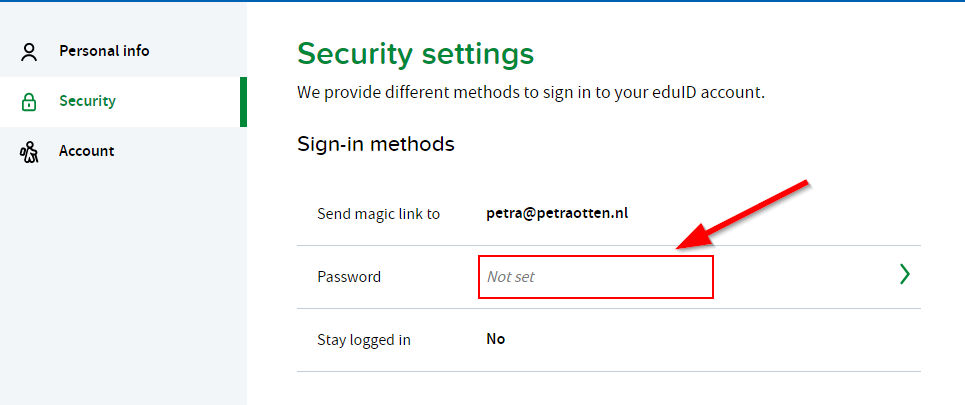 Personal info
Security
Account
Security settings
We provide different methods to sign in to your eduID account.
Sign-in methods
Send magic link to petra@petraotten.nl
Password Not set
Stay logged in No